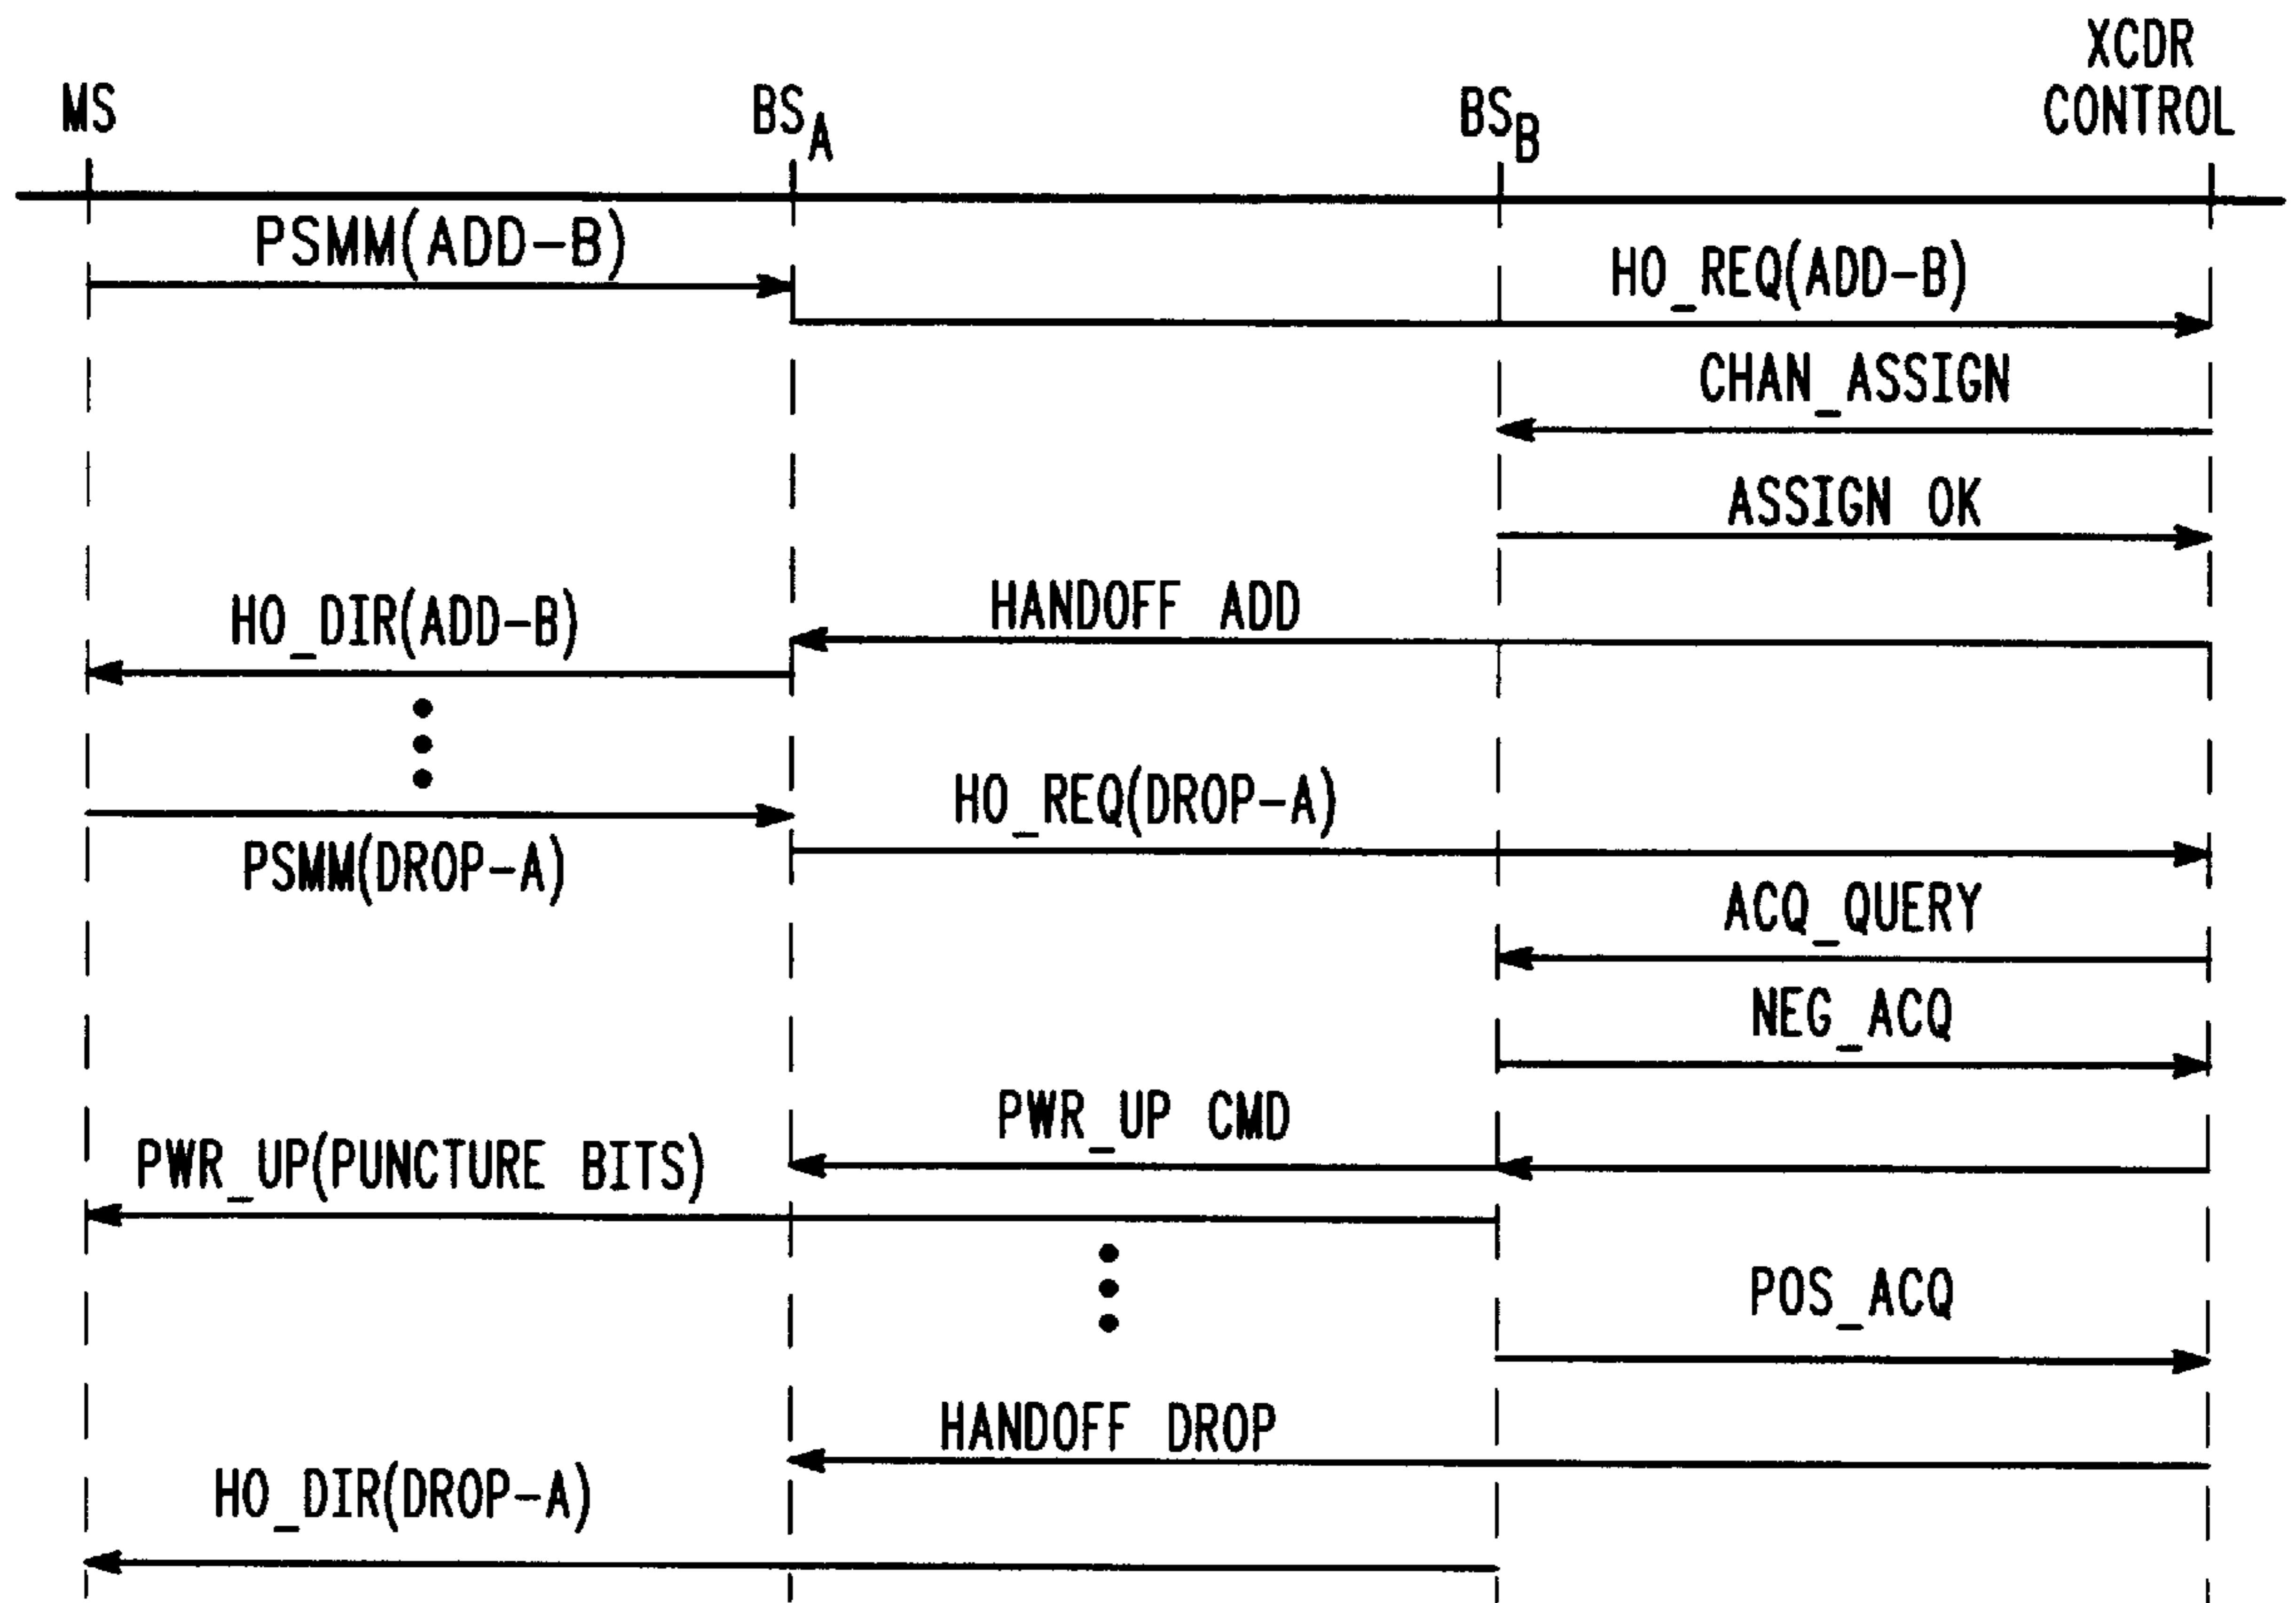 MS
BSA
BSB
XCDR
CONTROL
PSMM(ADD-B)
HO_REQ(ADD-B)
CHAN_ASSIGN
ASSIGN OK
HANDOFF ADD
HO_DIR(ADD-B)
HO_REQ(DROP-A)
PSMM(DROP-A)
ACQ_QUERY
NEG_ACQ
PWR_UP CMD
PWR_UP(PUNCTURE BITS)
POS_ACQ
HANDOFF DROP
HO_DIR(DROP-A)